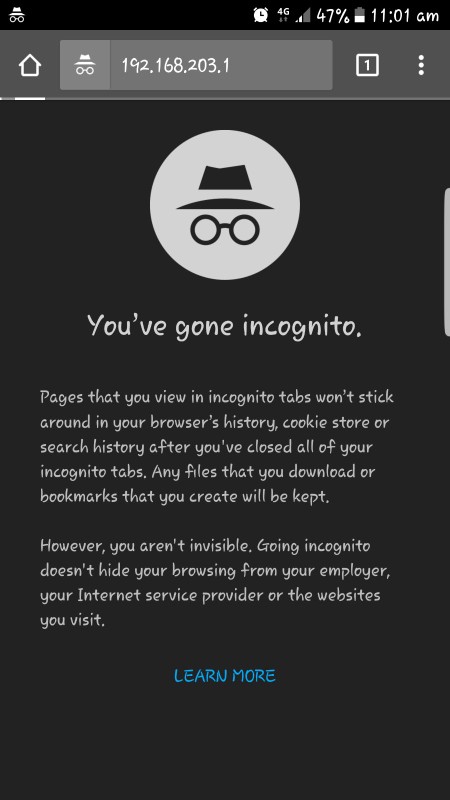 4G 47% 11:01 am
192.168.203.1 1
You've gone incognito.
Pages that you view in incognito tabs won't stick
around in your browser's history, cookie store or
search history after you've closed all of your
incognito tabs. Any files that you download or
bookmarks that you create will be kept.
However, you aren't invisible. Going incognito
doesn't hide your browsing from your employer,
your Internet service provider or the websites
you visit.
LEARN MORE